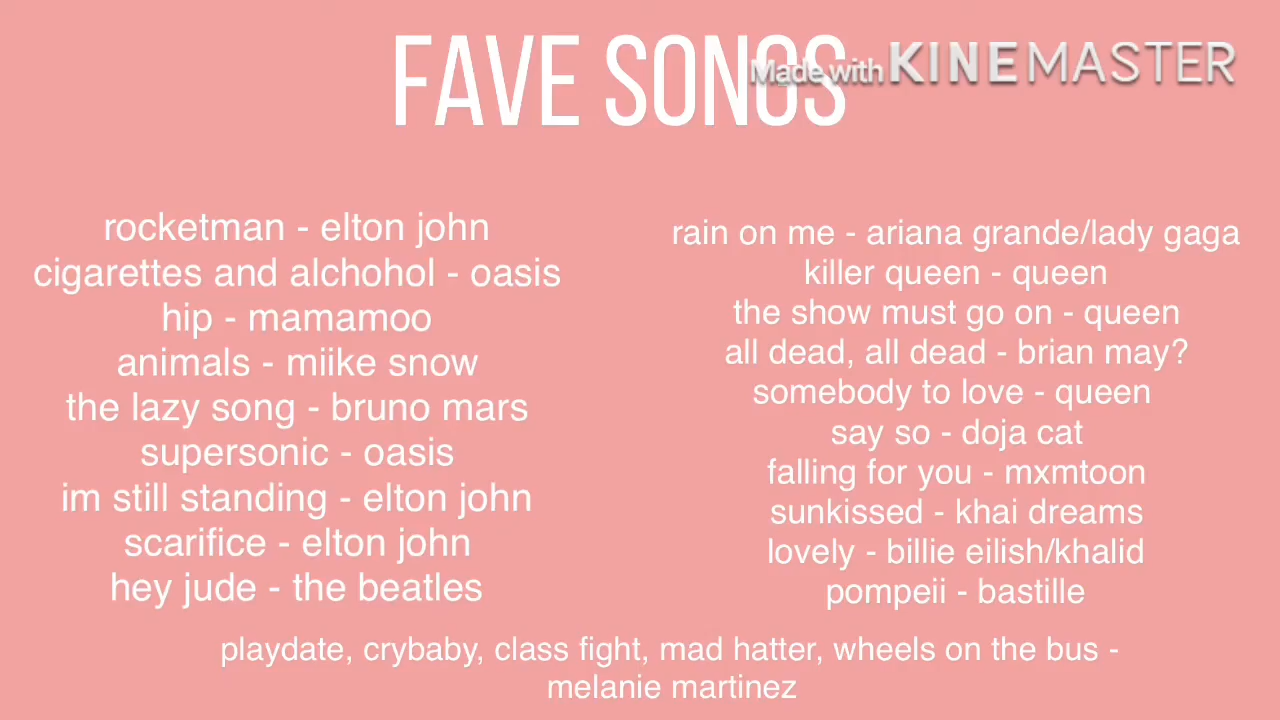 FAVE SONGS
Made with KINEMASTER
rocketman - elton john
cigarettes and alchohol - oasis
hip - mamamoo
animals - miike snow
the lazy song - bruno mars
supersonic - oasis
im still standing - elton john
scarifice - elton john
hey jude - the beatles
rain on me - ariana grande/lady gaga
killer queen - queen
the show must go on - queen
all dead, all dead - brian may?
somebody to love - queen
say so - doja cat
falling for you - mxmtoon
sunkissed - khai dreams
lovely - billie eilish/khalid
pompeii - bastille
playdate, crybaby, class fight, mad hatter, wheels on the bus -
melanie martinez